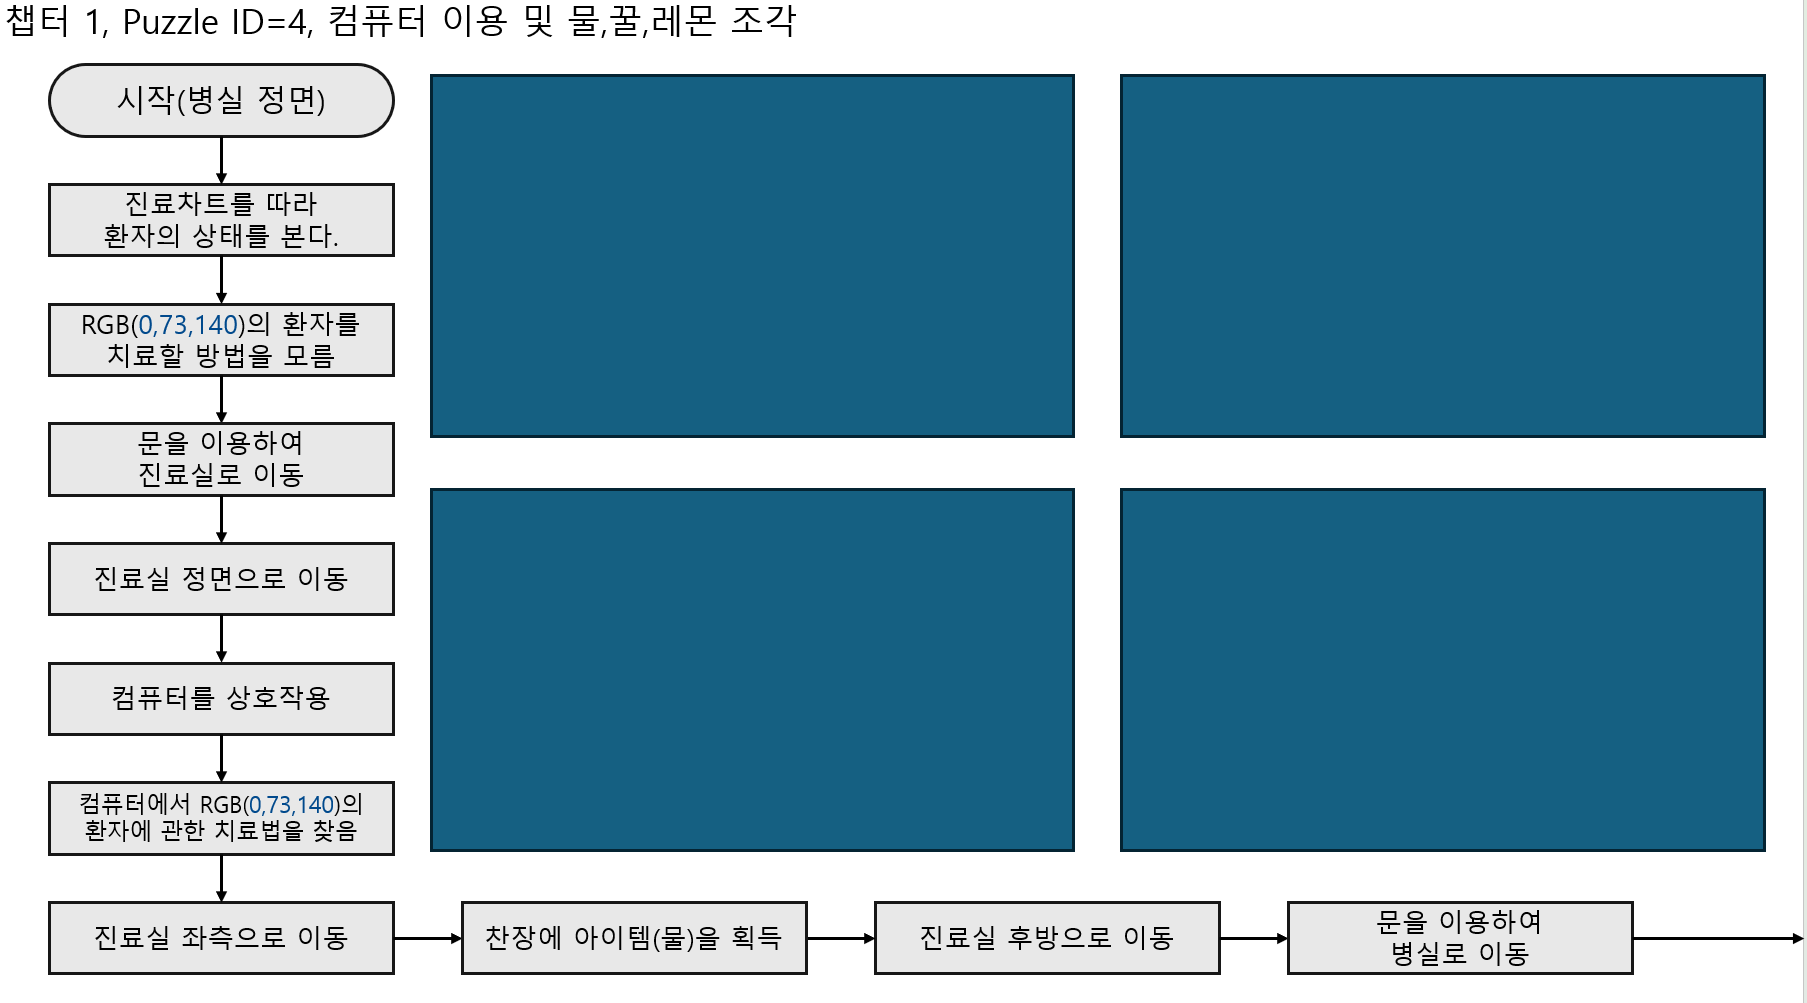 챕터 1, Puzzle ID=4, 컴퓨터 이용 및 물,꿀,레몬 조각
시작(병실 정면)
진료차트를 따라
환자의 상태를 본다.
RGB(0,73,140)의 환자를
치료할 방법을 모름
문을 이용하여
진료실로 이동
진료실 정면으로 이동
컴퓨터를 상호작용
컴퓨터에서 RGB(0,73,140)의
환자에 관한 치료법을 찾음
진료실 좌측으로 이동
찬장에 아이템(물)을 획득
진료실 후방으로 이동
문을 이용하여
병실로 이동